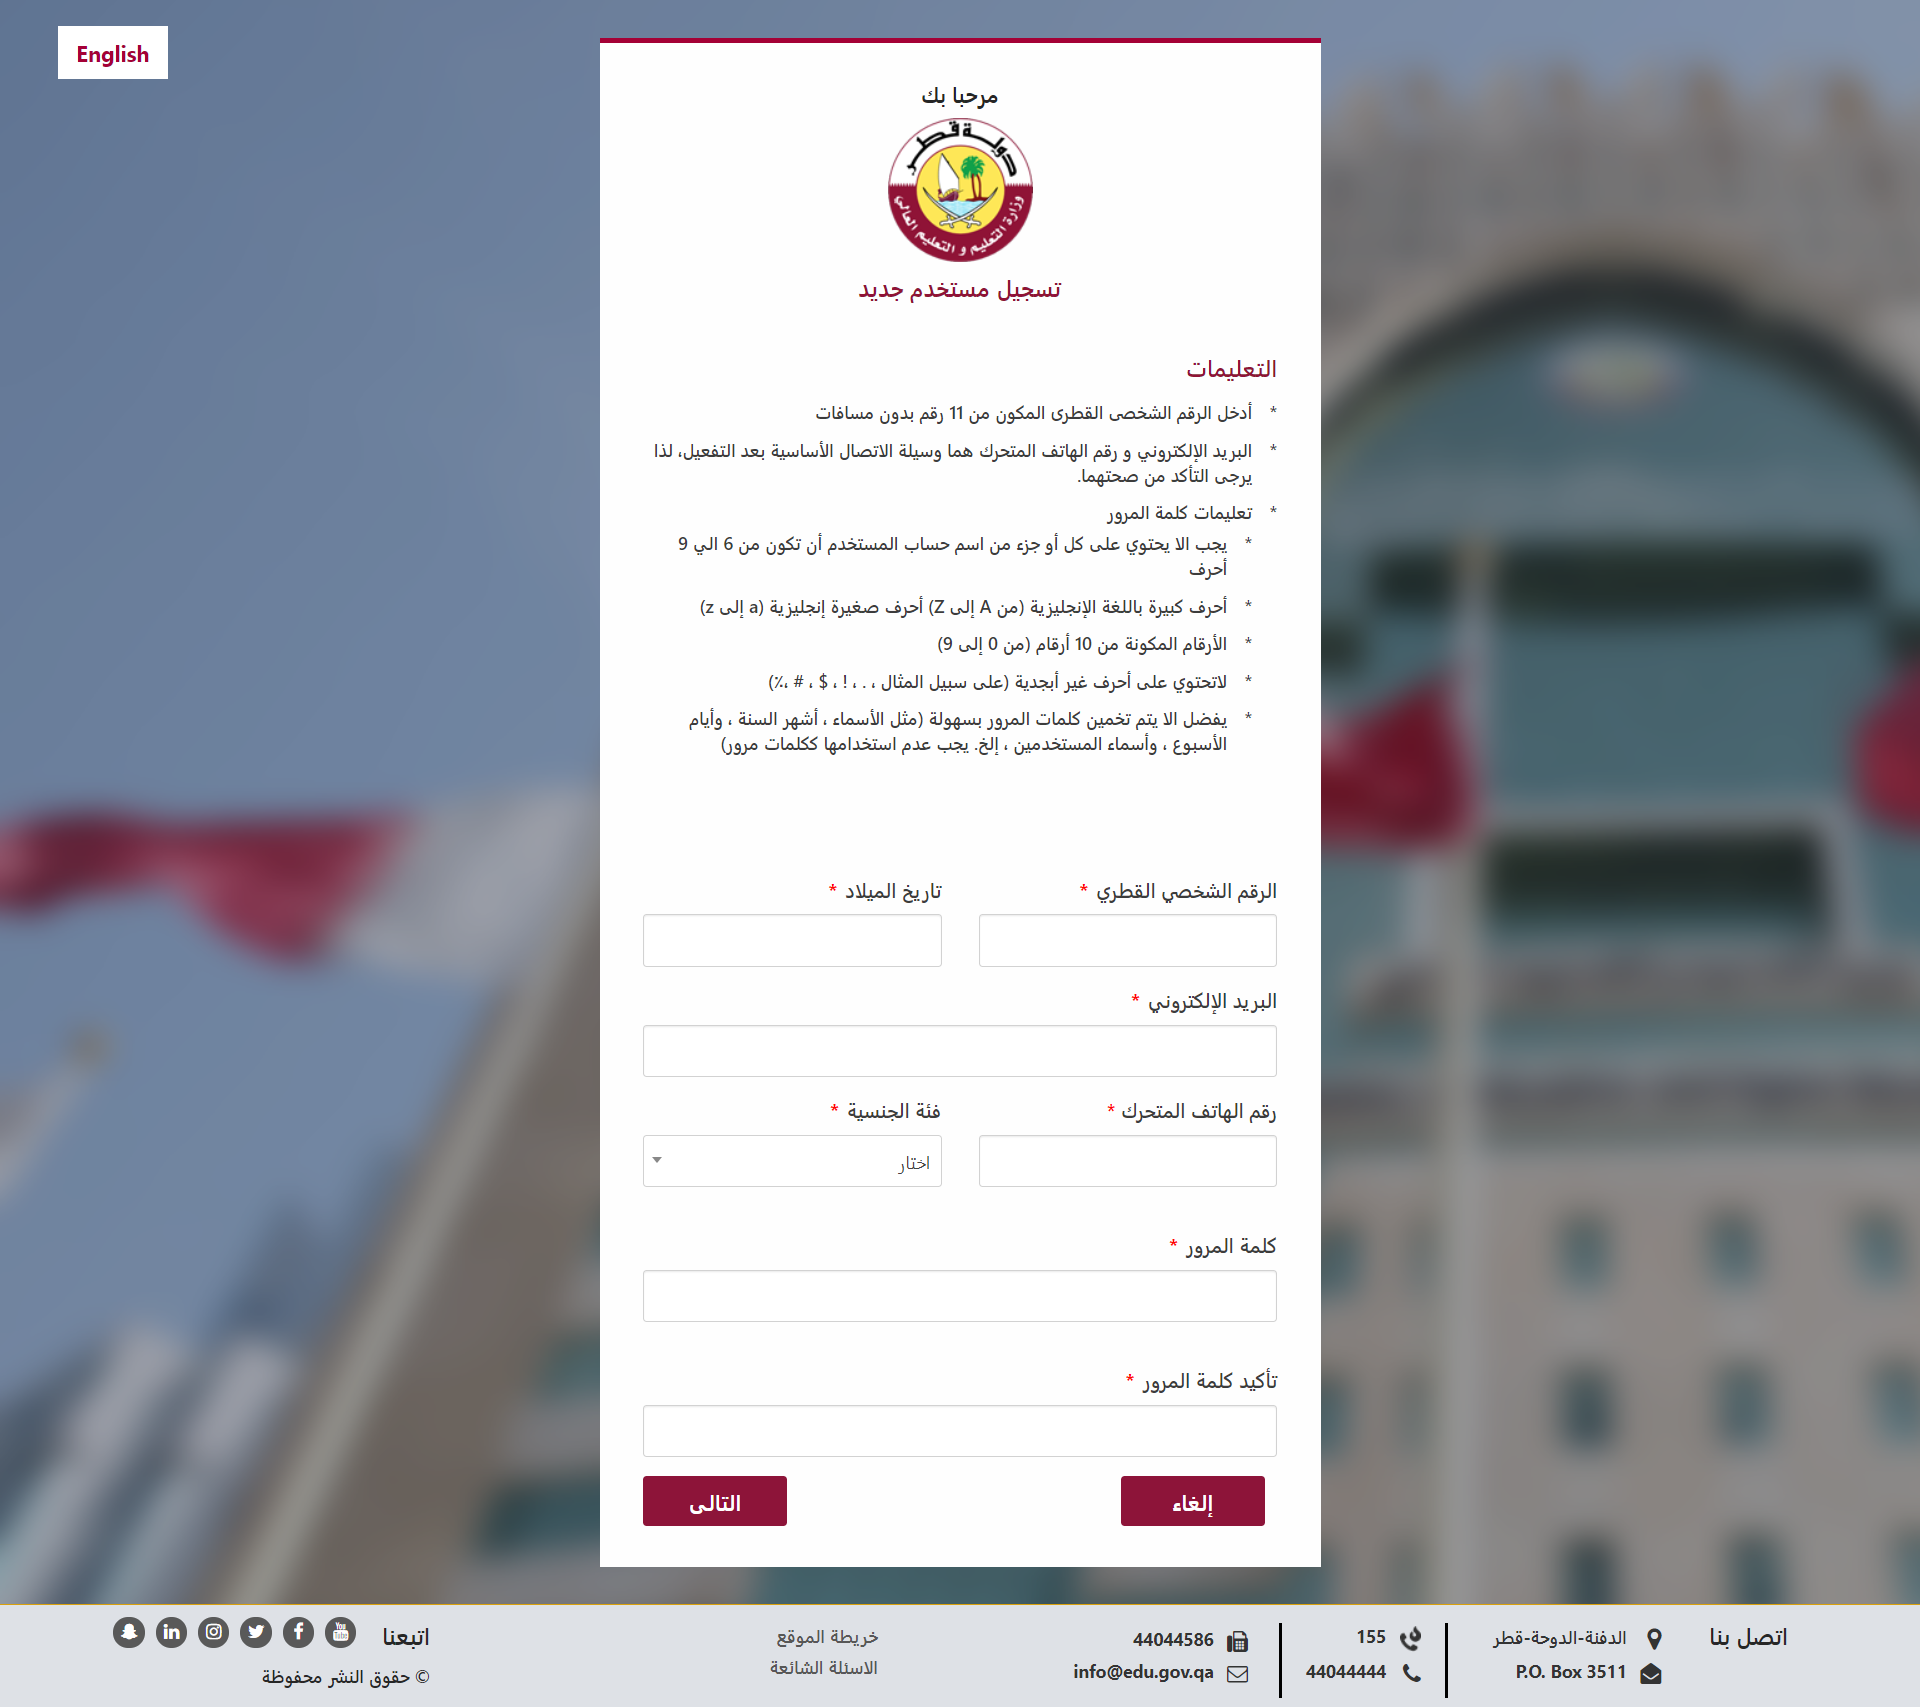 English
مرحبا بك
دولة قطر
وزارة التعليم و التعليم العالي
تسجيل مستخدم جديد
التعليمات
* أدخل الرقم الشخصى القطرى المكون من 11 رقم بدون مسافات
* البريد الإلكتروني و رقم الهاتف المتحرك هما وسيلة الاتصال الأساسية بعد التفعيل، لذا
يرجى التأكد من صحتهما.
* تعليمات كلمة المرور
* يجب الا يحتوي على كل أو جزء من اسم حساب المستخدم أن تكون من 6 الي 9
أحرف
* أحرف كبيرة باللغة الإنجليزية (من A إلى Z) أحرف صغيرة إنجليزية (a إلى z)
* الأرقام المكونة من 10 أرقام (من 0 إلى 9)
* لاتحتوي على أحرف غير أبجدية (على سبيل المثال ، . ، ! ، $ ، # ،٪)
* يفضل الا يتم تخمين كلمات المرور بسهولة (مثل الأسماء ، أشهر السنة ، وأيام
الأسبوع ، وأسماء المستخدمين ، إلخ. يجب عدم استخدامها ككلمات مرور)
الرقم الشخصي القطري *
تاريخ الميلاد *
البريد الإلكتروني *
رقم الهاتف المتحرك *
فئة الجنسية *
اختار
كلمة المرور *
تأكيد كلمة المرور *
إلغاء
التالى
اتصل بنا
الدفنة-الدوحة-قطر
P.O. Box 3511
155
44044444
44044586
info@edu.gov.qa
خريطة الموقع
الاسئلة الشائعة
اتبعنا
You Tube
© حقوق النشر محفوظة